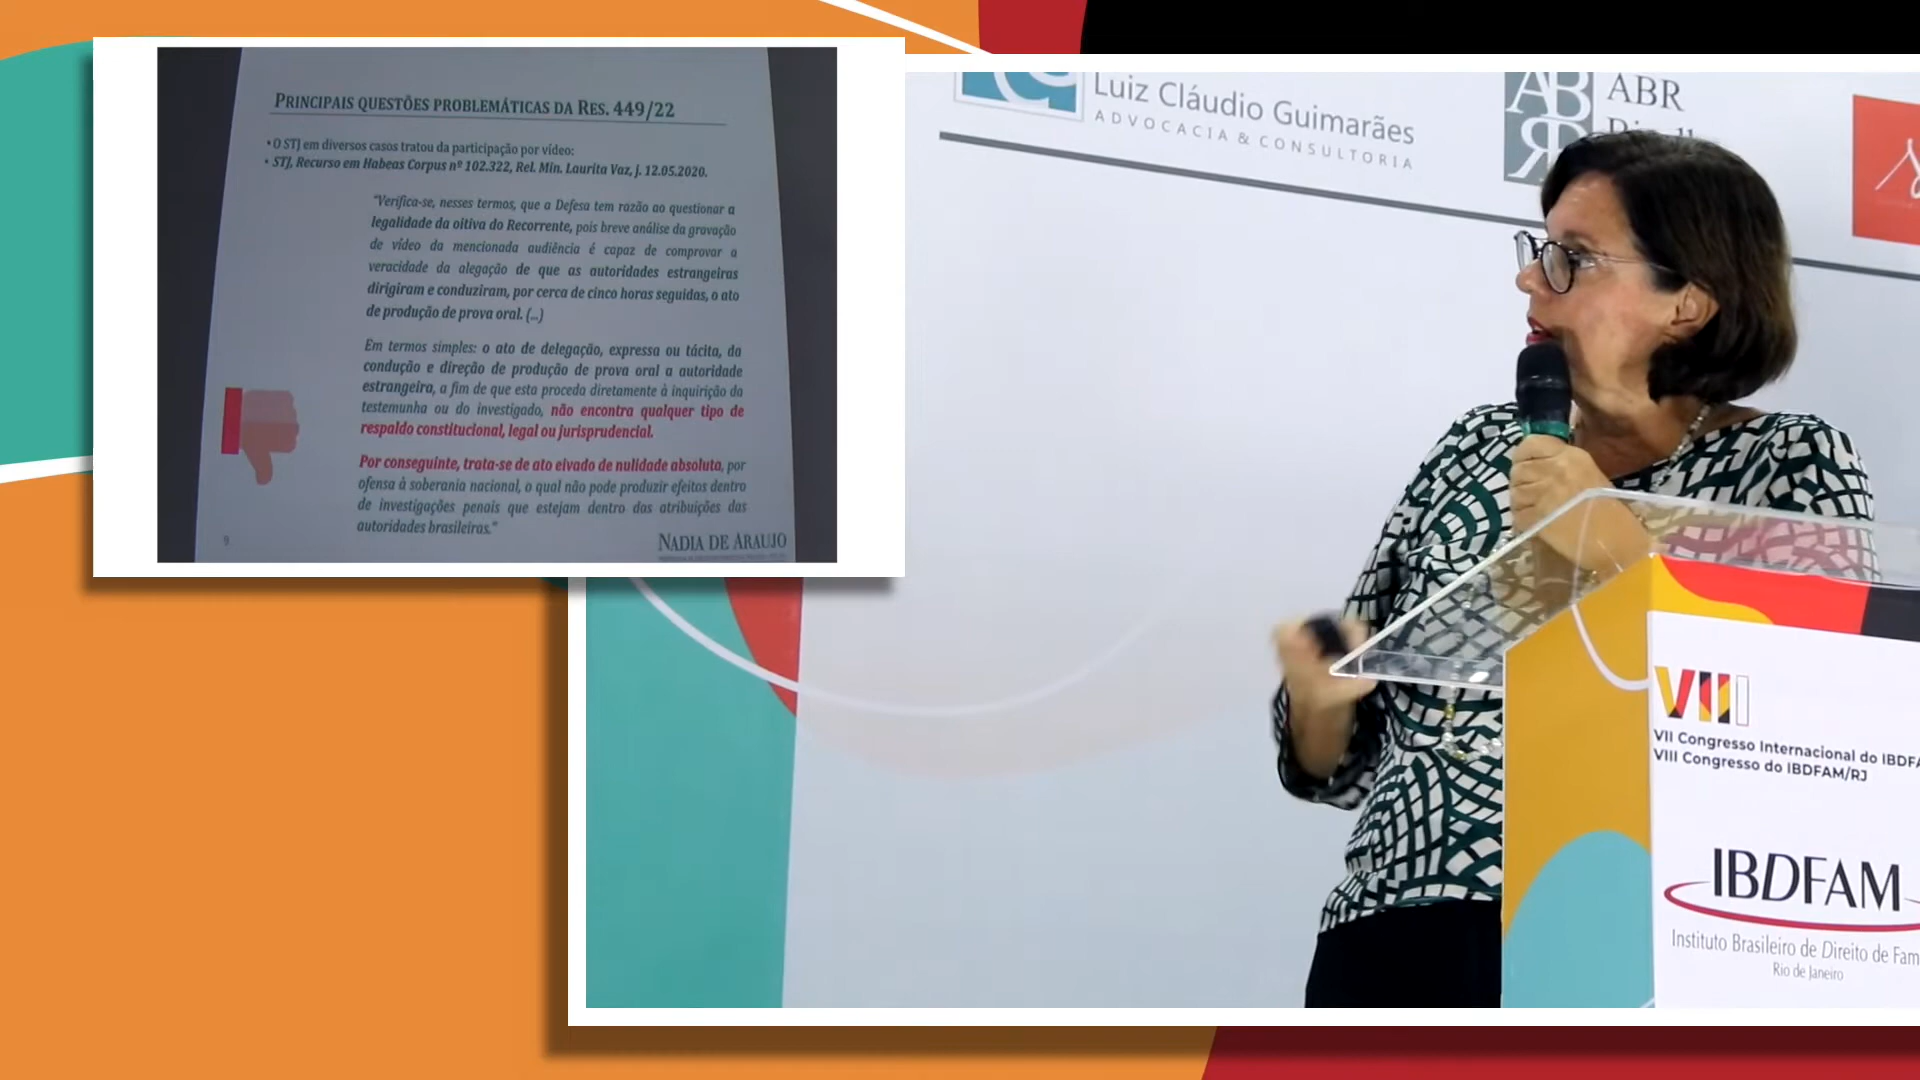 PRINCIPAIS QUESTÕES PROBLEMÁTICAS DA RES. 449/22
• O STJ em diversos casos tratou da participação por vídeo:
• STJ, Recurso em Habeas Corpus nº 102.322, Rel. Min. Laurita Vaz, j. 12.05.2020.
"Verifica-se, nesses termos, que a Defesa tem razão ao questionar a
legalidade da oitiva do Recorrente, pois breve análise da gravação
de vídeo da mencionada audiência é capaz de comprovar a
veracidade da alegação de que as autoridades estrangeiras
dirigiram e conduziram, por cerca de cinco horas seguidas, o ato
de produção de prova oral. (...)
Em termos simples: o ato de delegação, expressa ou tácita, da
condução e direção de produção de prova oral a autoridade
estrangeira, a fim de que esta proceda diretamente à inquirição da
testemunha ou do investigado, não encontra qualquer tipo de
respaldo constitucional, legal ou jurisprudencial.
Por conseguinte, trata-se de ato eivado de nulidade absoluta, por
ofensa à soberania nacional, o qual não pode produzir efeitos dentro
de investigações penais que estejam dentro das atribuições das
autoridades brasileiras."
9
NADIA DE ARAUJO
Luiz Cláudio Guimarães
ADVOCACIA & CONSULTORIA
ABR
ABR
VIII
VII Congresso Internacional do IBDFA
VIII Congresso do IBDFAM/RJ
IBDFAM
Instituto Brasileiro de Direito de Fam
Rio de Janeiro